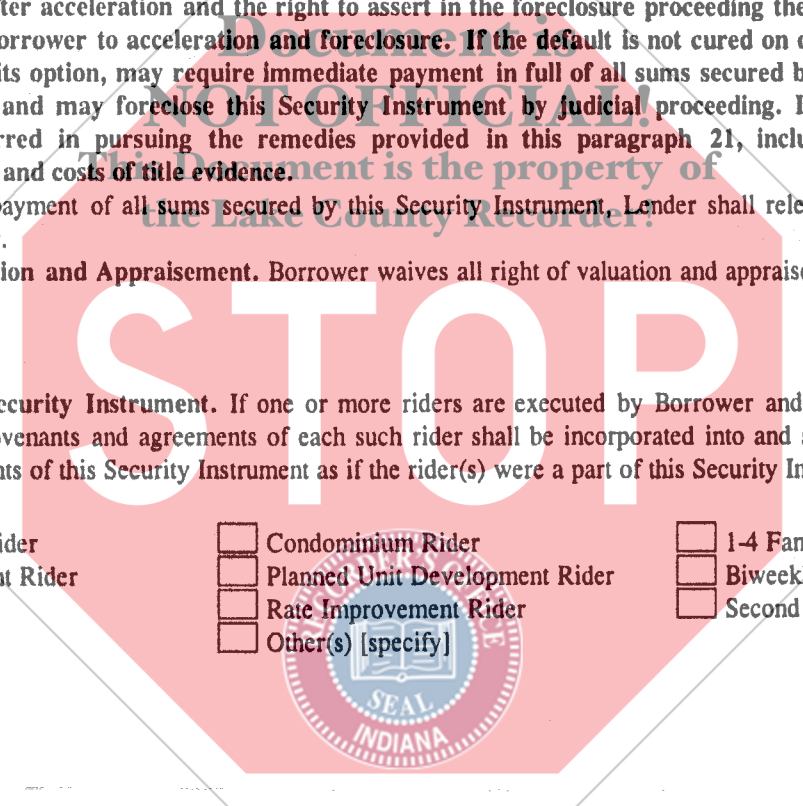 ter acceleration and the right to assert in the foreclosure proceeding the
orrower to acceleration and foreclosure. If the default is not cured on o
its option, may require immediate payment in full of all sums secured b
and may foreclose this Security Instrument by judicial proceeding. I
rred in pursuing the remedies provided in this paragraph 21, inclu
and costs of title evidence.
payment of all sums secured by this Security Instrument, Lender shall rele
ion and Appraisement. Borrower waives all right of valuation and appraise
ecurity Instrument. If one or more riders are executed by Borrower and
ovenants and agreements of each such rider shall be incorporated into and
nts of this Security Instrument as if the rider(s) were a part of this Security In
ider Condominium Rider 1-4 Fam
nt Rider Planned Unit Development Rider Biweekl
Rate Improvement Rider Second
Other(s) [specify]
Document is
NOT OFFICIAL!
This Document is the property of
the Lake County Recorder!
STOP
RECORDER'S OFFICE
SEAL
INDIANA